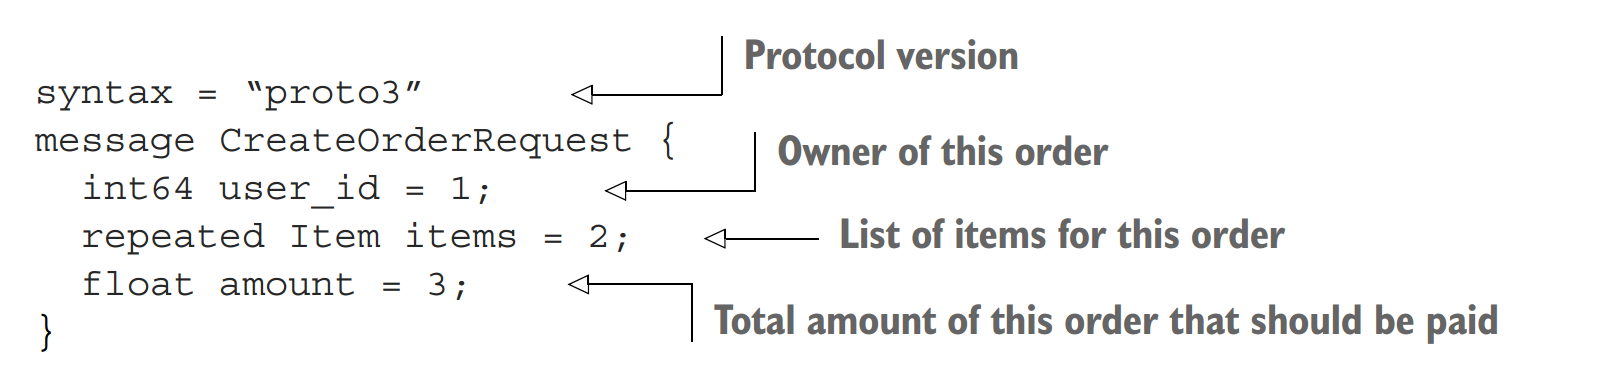 Protocol version
syntax = “proto3”
message CreateOrderRequest {
Owner of this order
int64 user_id = 1;
repeated Item items = 2;
List of items for this order
float amount = 3;
Total amount of this order that should be paid
}